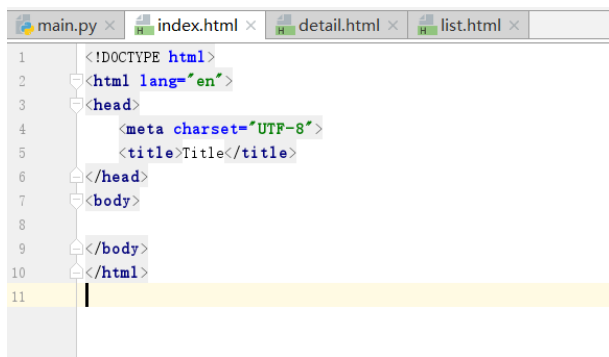 main.py × index.html × detail.html × list.html ×
1 <!DOCTYPE html>
2 <html lang="en">
3 <head>
4 <meta charset="UTF-8">
5 <title>Title</title>
6 </head>
7 <body>
8
9 </body>
10 </html>
11